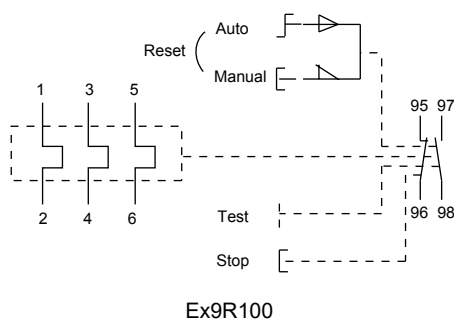 Auto
Reset
Manual
1 3 5
95 97
2 4 6
96 98
Test
Stop
Ex9R100